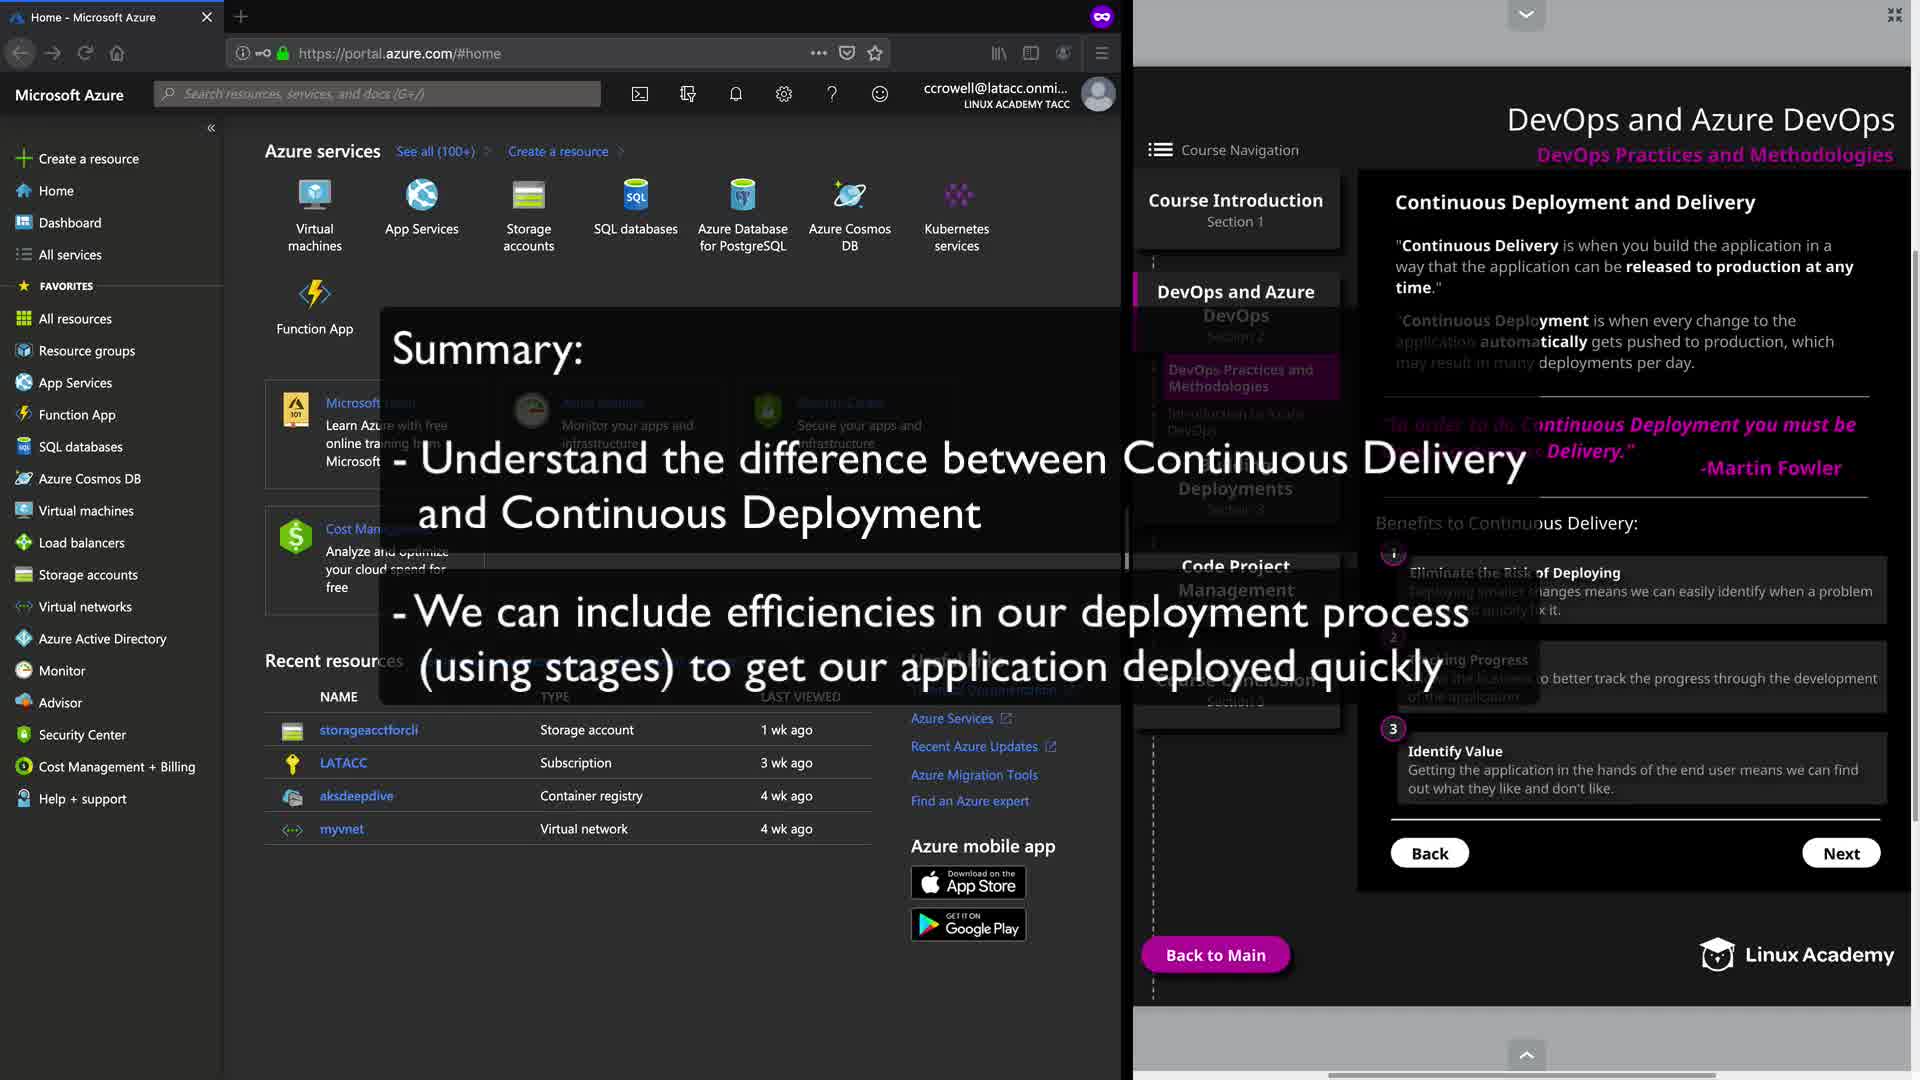 Home - Microsoft Azure
https://portal.azure.com/#home
Microsoft Azure
Search resources, services, and docs (G+/)
ccrowell@latacc.onmi...
LINUX ACADEMY TACC
Create a resource
Home
Dashboard
All services
FAVORITES
All resources
Resource groups
App Services
Function App
SQL databases
Azure Cosmos DB
Virtual machines
Load balancers
Storage accounts
Virtual networks
Azure Active Directory
Monitor
Advisor
Security Center
Cost Management + Billing
Help + support
Azure services
See all (100+)
Create a resource
Virtual
machines
App Services
Storage
accounts
SQL databases
Azure Database
for PostgreSQL
Azure Cosmos
DB
Kubernetes
services
Function App
Summary:
- Understand the difference between Continuous Delivery
and Continuous Deployment
- We can include efficiencies in our deployment process
(using stages) to get our application deployed quickly
Microsoft
Learn Azure with free
online training from
Microsoft
Monitor your apps and
infrastructure
Security Center
Secure your apps and
infrastructure
Cost
Analyze and optimize
your cloud spend for
free
Recent resources
NAME
TYPE
LAST VIEWED
storageacctforcli
Storage account
1 wk ago
LATACC
Subscription
3 wk ago
aksdeepdive
Container registry
4 wk ago
myvnet
Virtual network
4 wk ago
Useful links
Technical Documentation
Azure Services
Recent Azure Updates
Azure Migration Tools
Find an Azure expert
Azure mobile app
Download on the
App Store
GET IT ON
Google Play
DevOps and Azure DevOps
DevOps Practices and Methodologies
Course Navigation
Course Introduction
Section 1
DevOps and Azure
DevOps
Section 2
DevOps Practices and
Methodologies
Introduction to Azure
DevOps
Deployments
Section 3
Code Project
Management
Course Conclusion
Section 5
Continuous Deployment and Delivery
"Continuous Delivery is when you build the application in a
way that the application can be released to production at any
time."
"Continuous Deployment is when every change to the
application automatically gets pushed to production, which
may result in many deployments per day.
"In order to do Continuous Deployment you must be
Delivery."
-Martin Fowler
Benefits to Continuous Delivery:
1
Eliminate the Risk of Deploying
Deploying smaller changes means we can easily identify when a problem
quickly fix it.
2
Tracking Progress
to better track the progress through the development
of the application.
3
Identify Value
Getting the application in the hands of the end user means we can find
out what they like and don't like.
Back
Next
Back to Main
Linux Academy